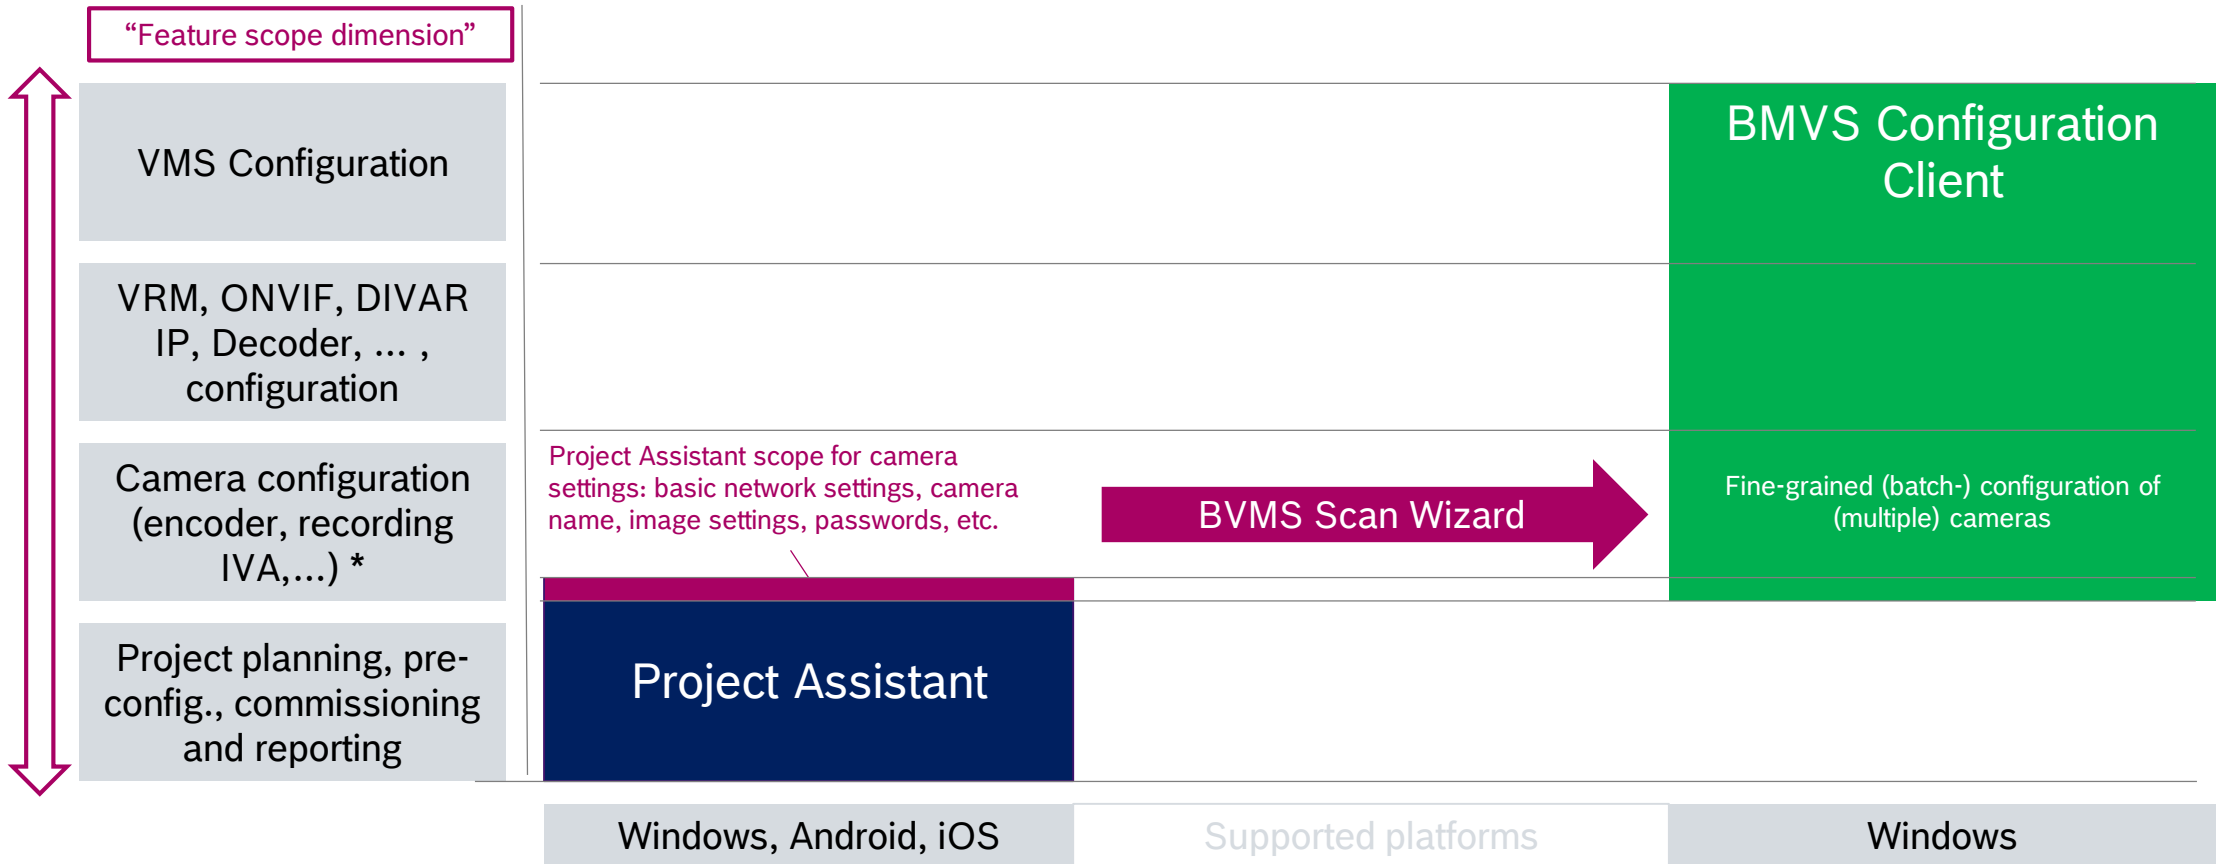 “Feature scope dimension”
VMS Configuration
BMVS Configuration
Client
VRM, ONVIF, DIVAR
IP, Decoder, ... ,
configuration
Camera configuration
(encoder, recording
IVA,...) *
Project Assistant scope for camera
settings: basic network settings, camera
name, image settings, passwords, etc.
BVMS Scan Wizard
Fine-grained (batch-) configuration of
(multiple) cameras
Project planning, pre-
config., commissioning
and reporting
Project Assistant
Windows, Android, iOS
Supported platforms
Windows